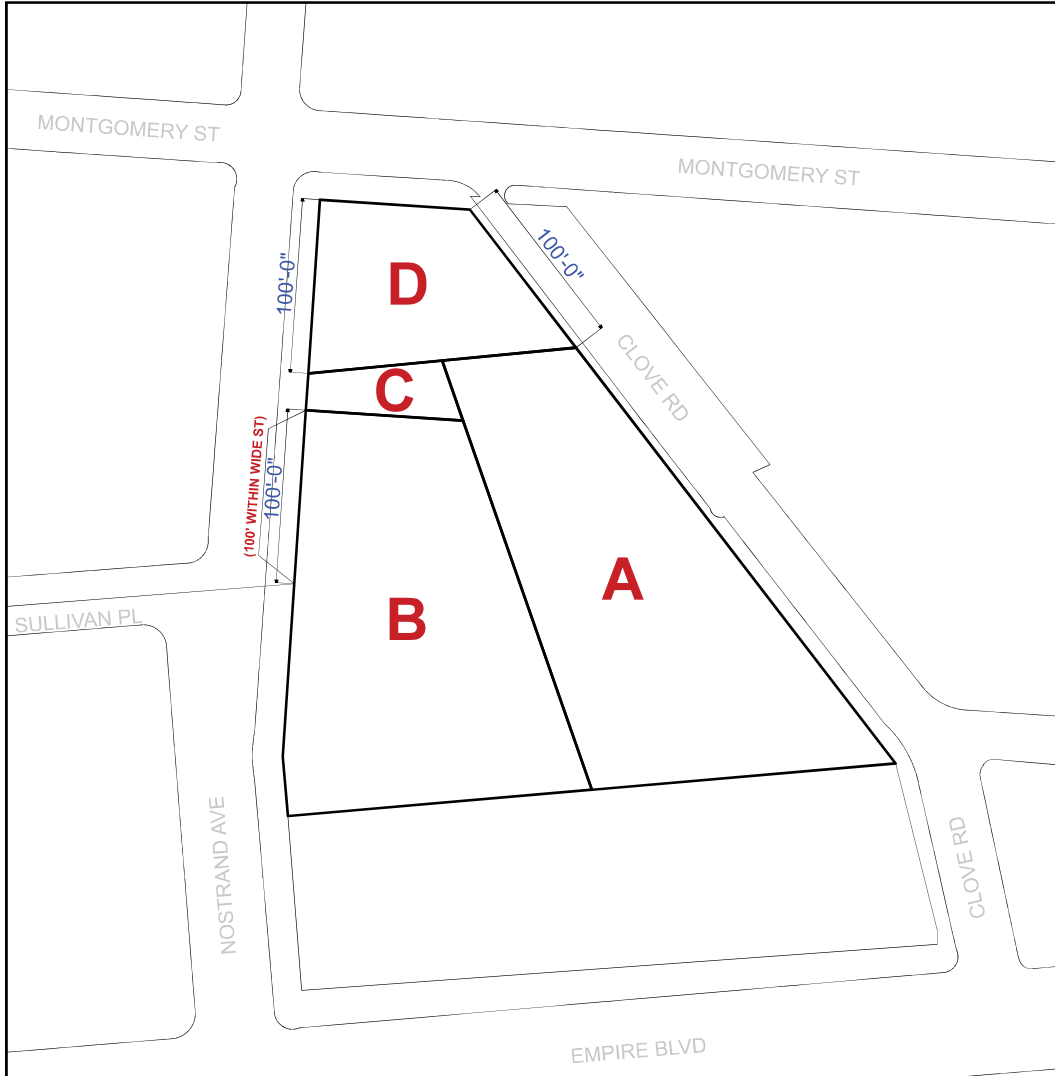 MONTGOMERY ST
MONTGOMERY ST
100'-0"
D
100'-0"
CLOVE RD
C
(100' WITHIN WIDE ST)
100'-0"
A
B
SULLIVAN PL
NOSTRAND AVE
CLOVE RD
EMPIRE BLVD